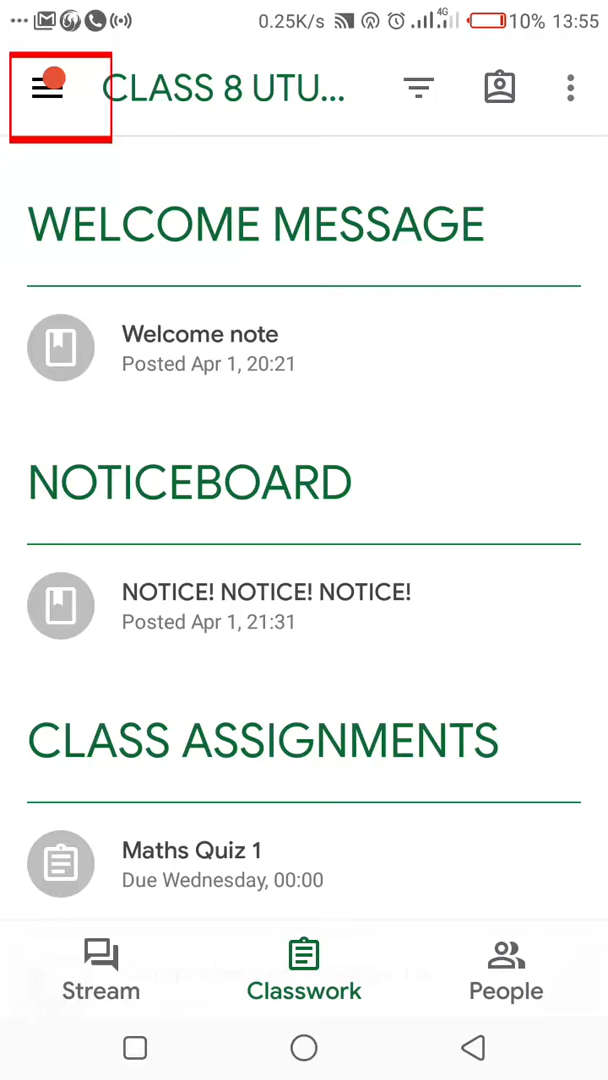 0.25K/s 4G 10% 13:55
CLASS 8 UTU...
WELCOME MESSAGE
Welcome note
Posted Apr 1, 20:21
NOTICEBOARD
NOTICE! NOTICE! NOTICE!
Posted Apr 1, 21:31
CLASS ASSIGNMENTS
Maths Quiz 1
Due Wednesday, 00:00
Stream Classwork People